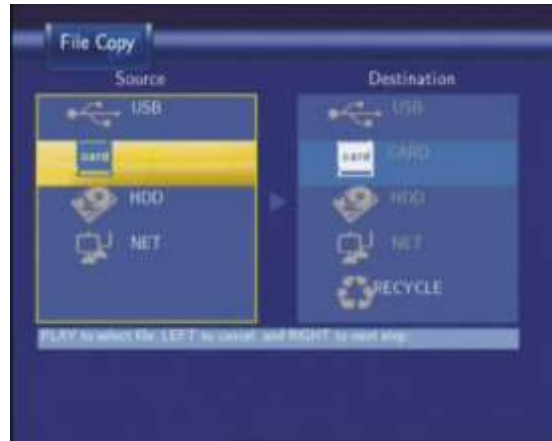 File Copy
Source
Destination
USB
card
HDD
NET
USB
card
CARD
HDD
NET
RECYCLE
PLAY to select file, LEFT to cancel, and RIGHT to next step.